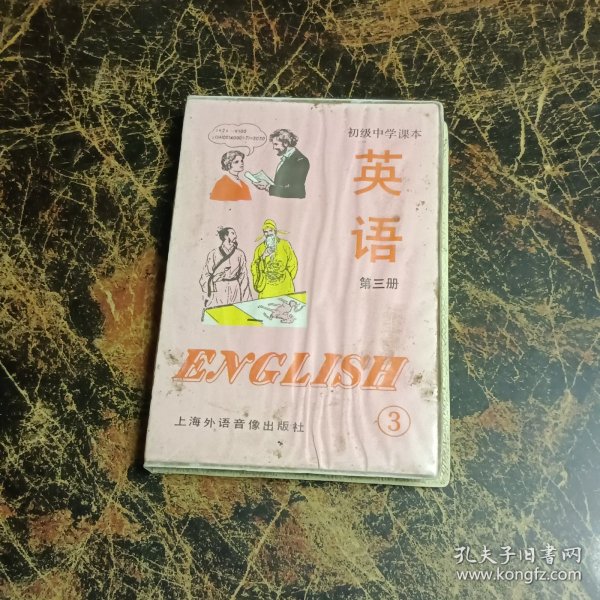 初级中学课本
英
语
第三册
ENGLISH
上海外语音像出版社
3
孔夫子旧书网
www.kongfz.com